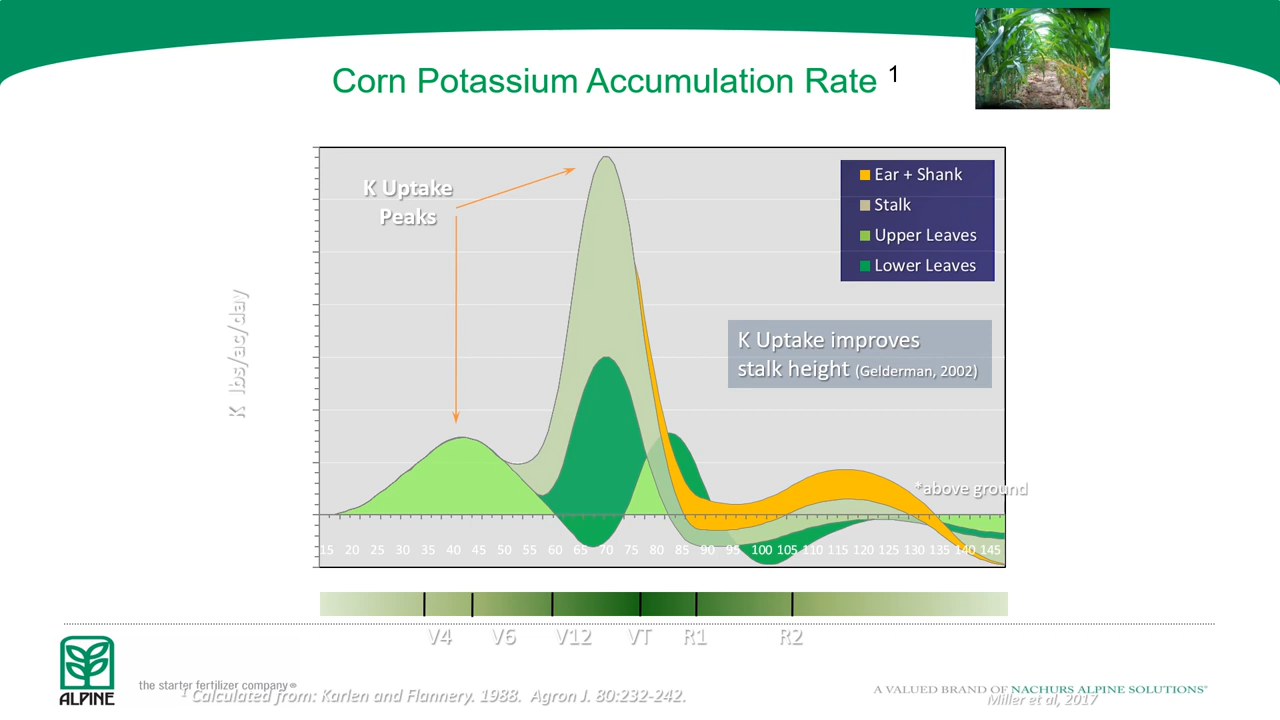 Corn Potassium Accumulation Rate 1
K Uptake
Peaks
Ear + Shank
Stalk
Upper Leaves
Lower Leaves
K Uptake improves
stalk height (Gelderman, 2002)
K lbs/ac/day
*above ground
15 20 25 30 35 40 45 50 55 60 65 70 75 80 85 90 95 100 105 110 115 120 125 130 135 140 145
V4 V6 V12 VT R1 R2
ALPINE
the starter fertilizer company®
1 Calculated from: Karlen and Flannery. 1988. Agron J. 80:232-242.
A VALUED BRAND OF NACHURS ALPINE SOLUTIONS®
Miller et al, 2017